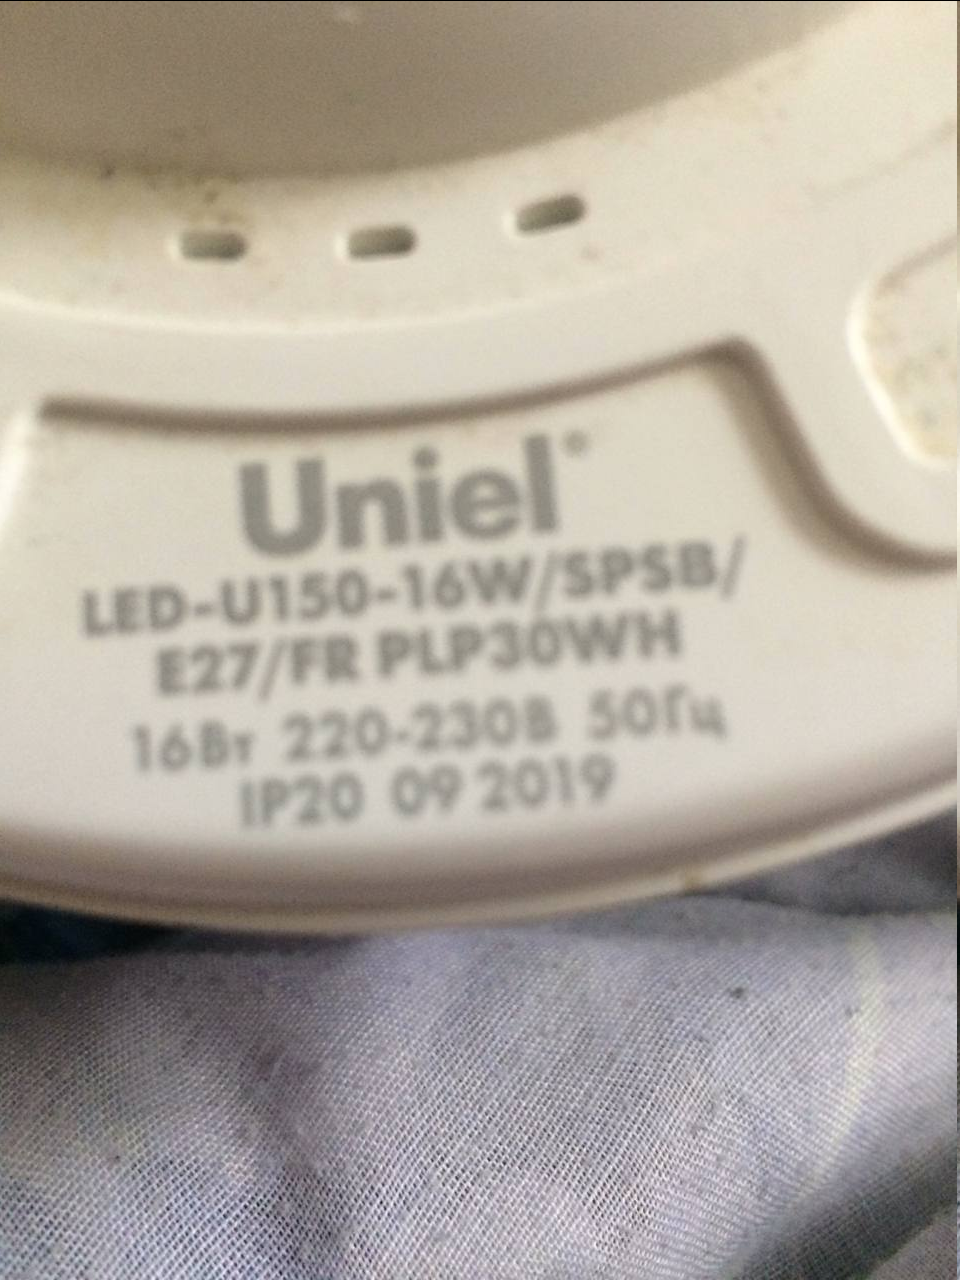 Uniel®
LED-U150-16W/SPSB/
E27/FR PLP30WH
16Вт 220-230В 50Гц
IP20 09 2019